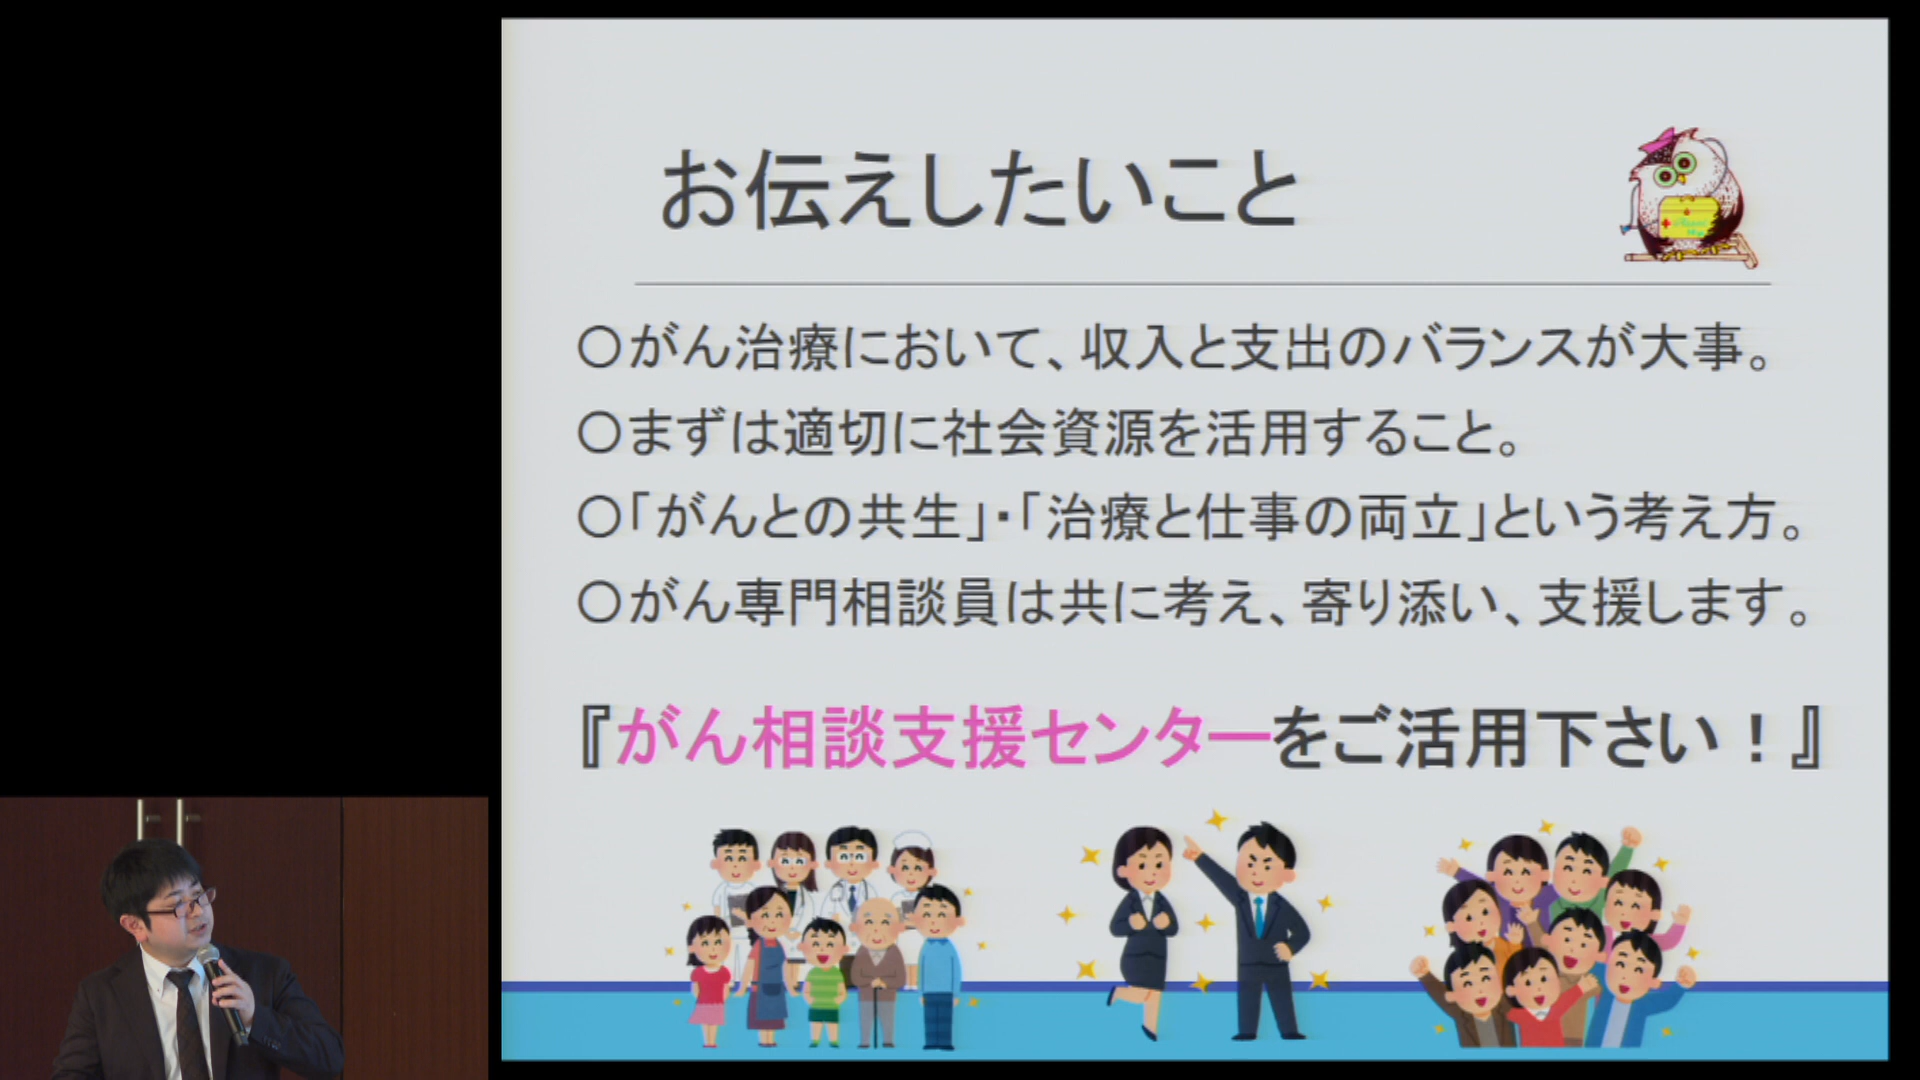 お伝えしたいこと
〇がん治療において、収入と支出のバランスが大事。
〇まずは適切に社会資源を活用すること。
〇「がんとの共生」・「治療と仕事の両立」という考え方。
〇がん専門相談員は共に考え、寄り添い、支援します。
『がん相談支援センターをご活用下さい！』